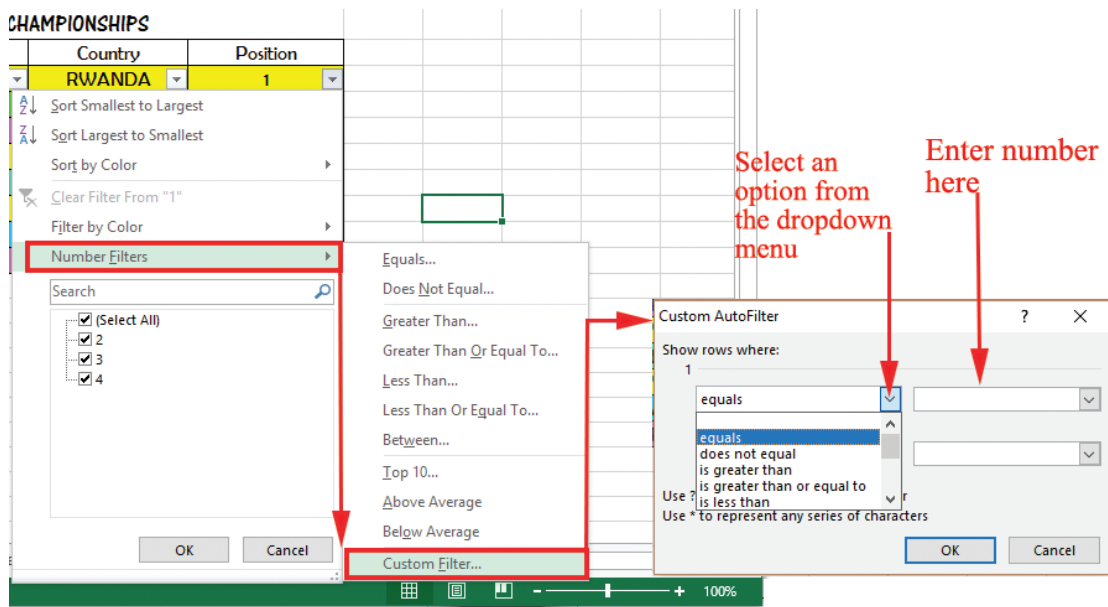 CHAMPIONSHIPS
Country Position
RWANDA 1
Sort Smallest to Largest
Sort Largest to Smallest
Sort by Color
Clear Filter From "1"
Filter by Color
Number Filters
Search
(Select All)
2
3
4
OK Cancel
Equals...
Does Not Equal...
Greater Than...
Greater Than Or Equal To...
Less Than...
Less Than Or Equal To...
Between...
Top 10...
Above Average
Below Average
Custom Filter...
Select an
option from
the dropdown
menu
Enter number
here
Custom AutoFilter ? X
Show rows where:
1
equals
equals
does not equal
is greater than
is greater than or equal to
is less than
Use ?
Use * to represent any series of characters
OK Cancel
- + 100%